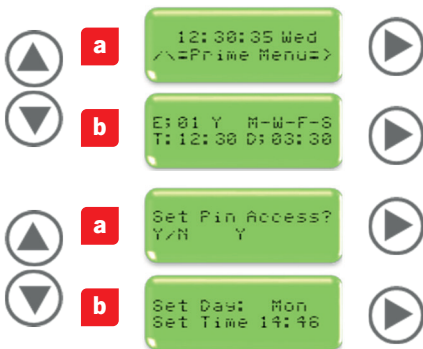 a
12:30:35 Wed
/\=Prime Menu=>
b
E;01 Y M-W-F-S
T:12:30 D;03:30
a
Set Pin Access?
Y/N Y
b
Set Day: Mon
Set Time 14:46